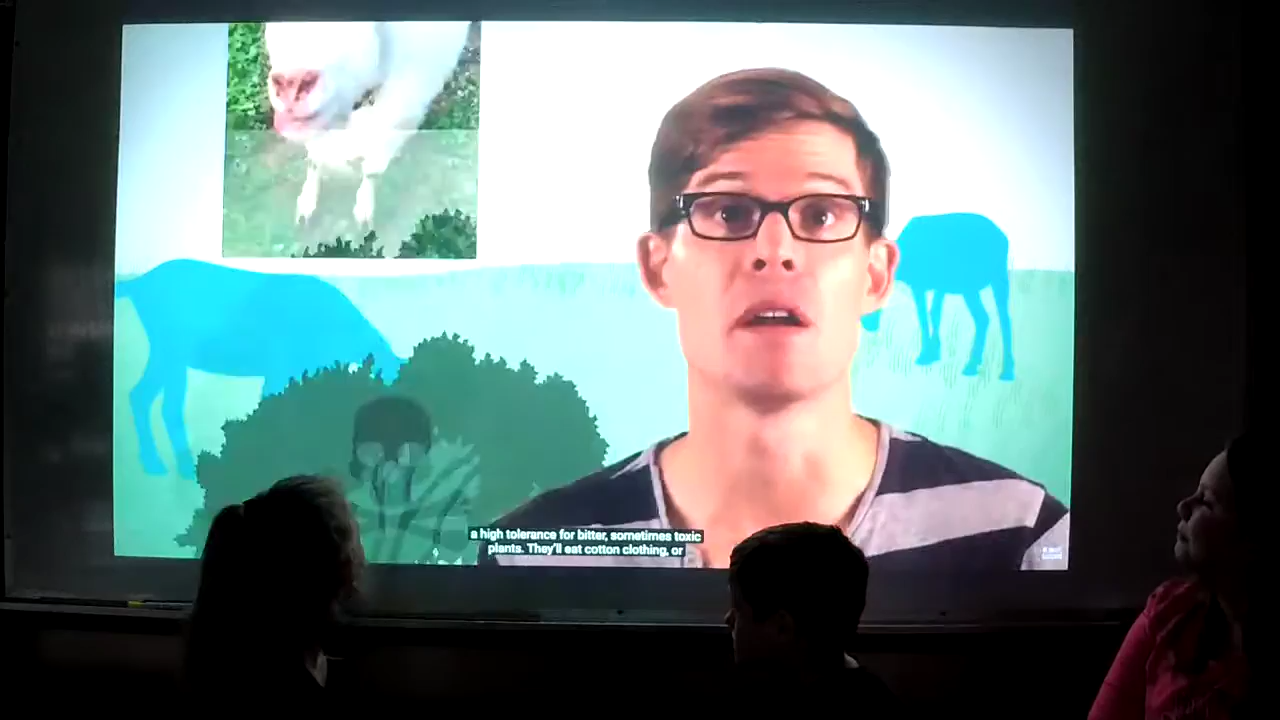 a high tolerance for bitter, sometimes toxic
plants. They'll eat cotton clothing, or